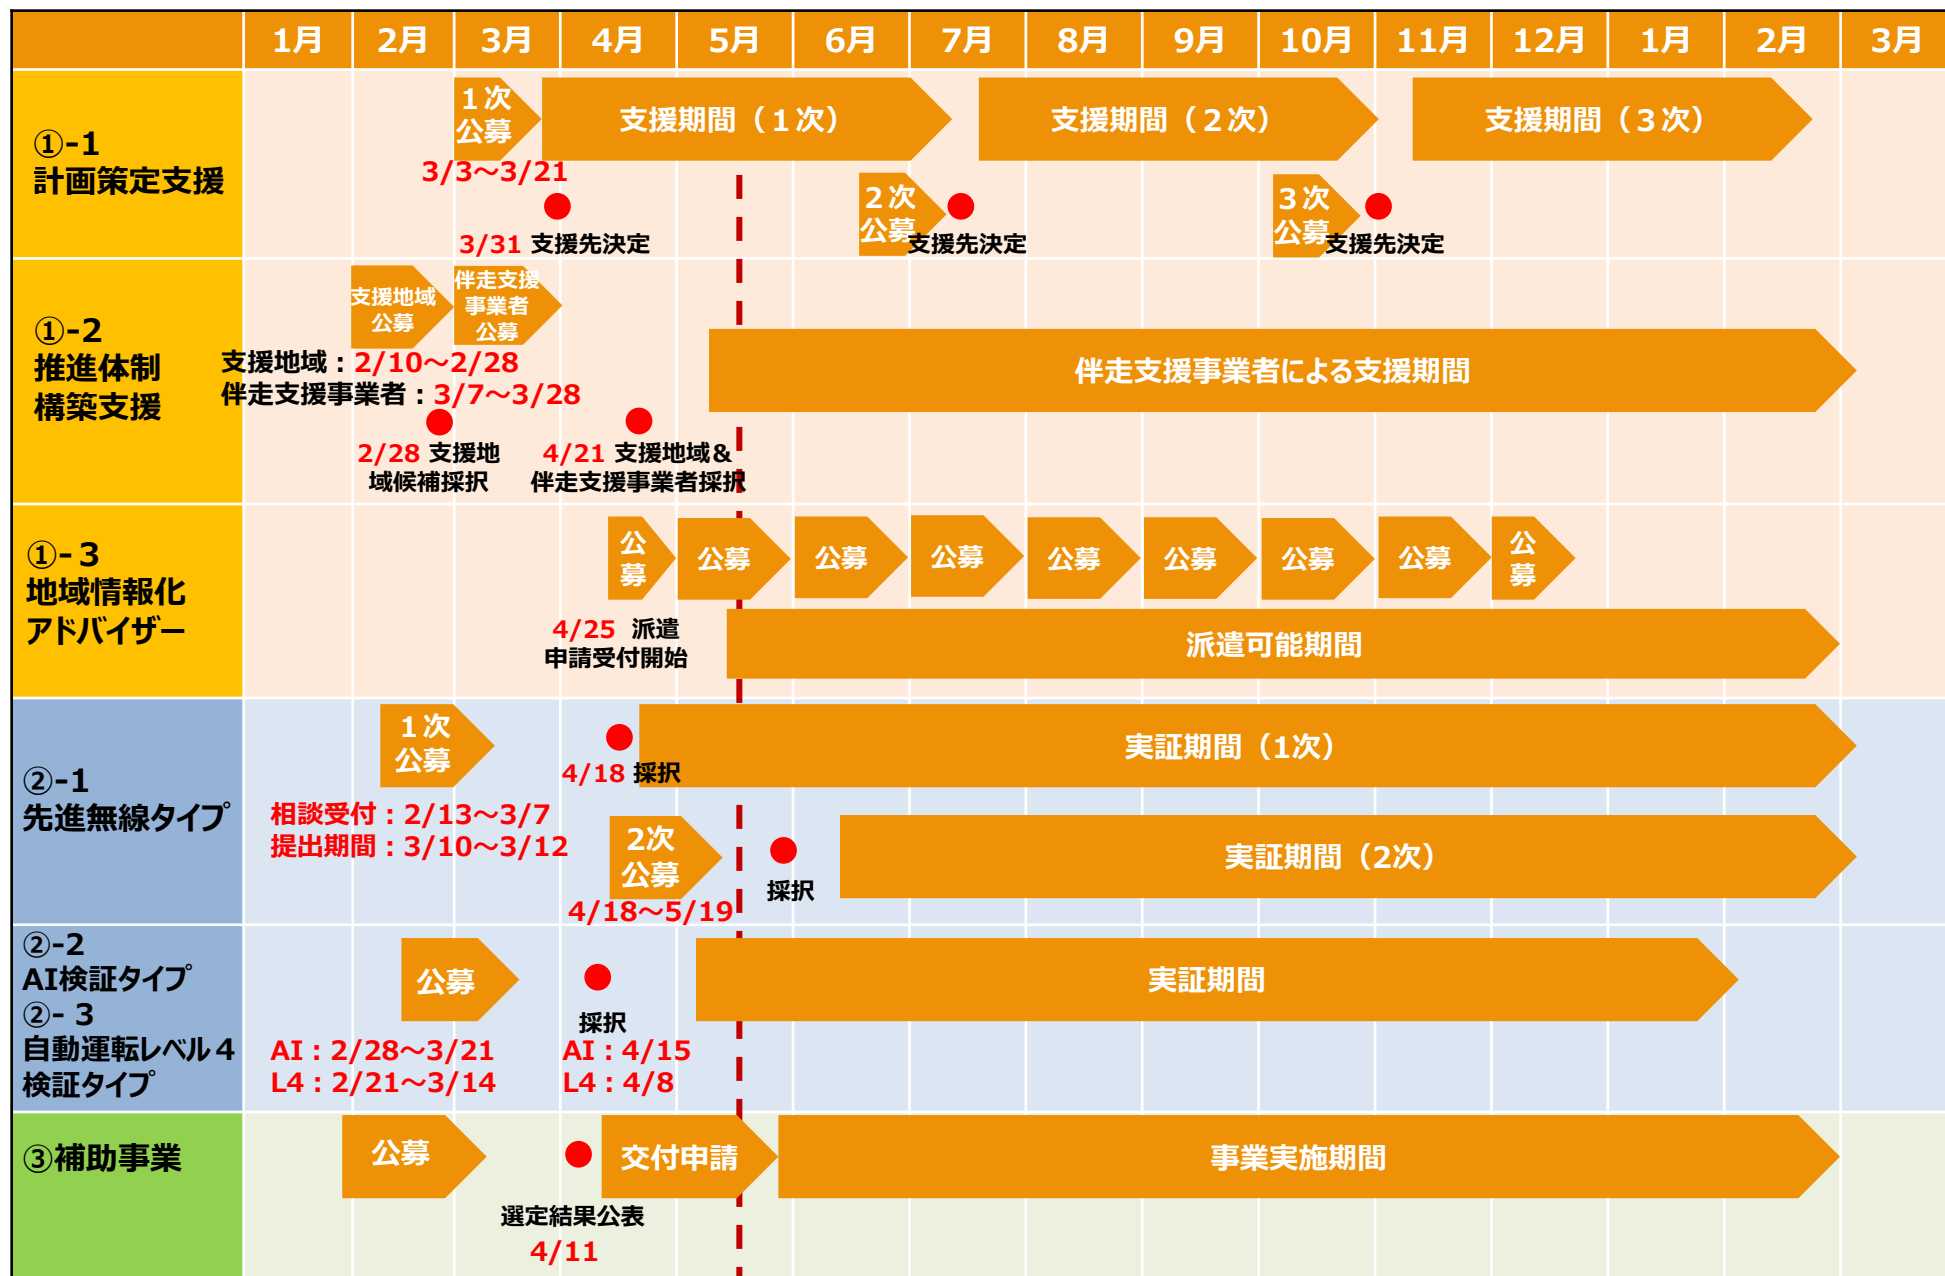 1月 2月 3月 4月 5月 6月 7月 8月 9月 10月 11月 12月 1月 2月 3月
①-1
計画策定支援
1次
公募
支援期間（1次）
支援期間（2次）
支援期間（3次）
3/3～3/21
3/31 支援先決定
2次
公募
支援先決定
3次
公募
支援先決定
①-2
推進体制
構築支援
支援地域
公募
伴走支援
事業者
公募
支援地域：2/10～2/28
伴走支援事業者：3/7～3/28
伴走支援事業者による支援期間
2/28 支援地
域候補採択
4/21 支援地域＆
伴走支援事業者採択
①-３
地域情報化
アドバイザー
公
募
公募
公募
公募
公募
公募
公募
公募
公
募
4/25 派遣
申請受付開始
派遣可能期間
②-1
先進無線タイプ
1次
公募
4/18 採択
実証期間（1次）
相談受付：2/13～3/7
提出期間：3/10～3/12
2次
公募
4/18～5/19
採択
実証期間（2次）
②-2
AI検証タイプ
②-３
自動運転レベル４
検証タイプ
公募
AI：2/28～3/21
L4：2/21～3/14
採択
AI：4/15
L4：4/8
実証期間
③補助事業
公募
選定結果公表
4/11
交付申請
事業実施期間